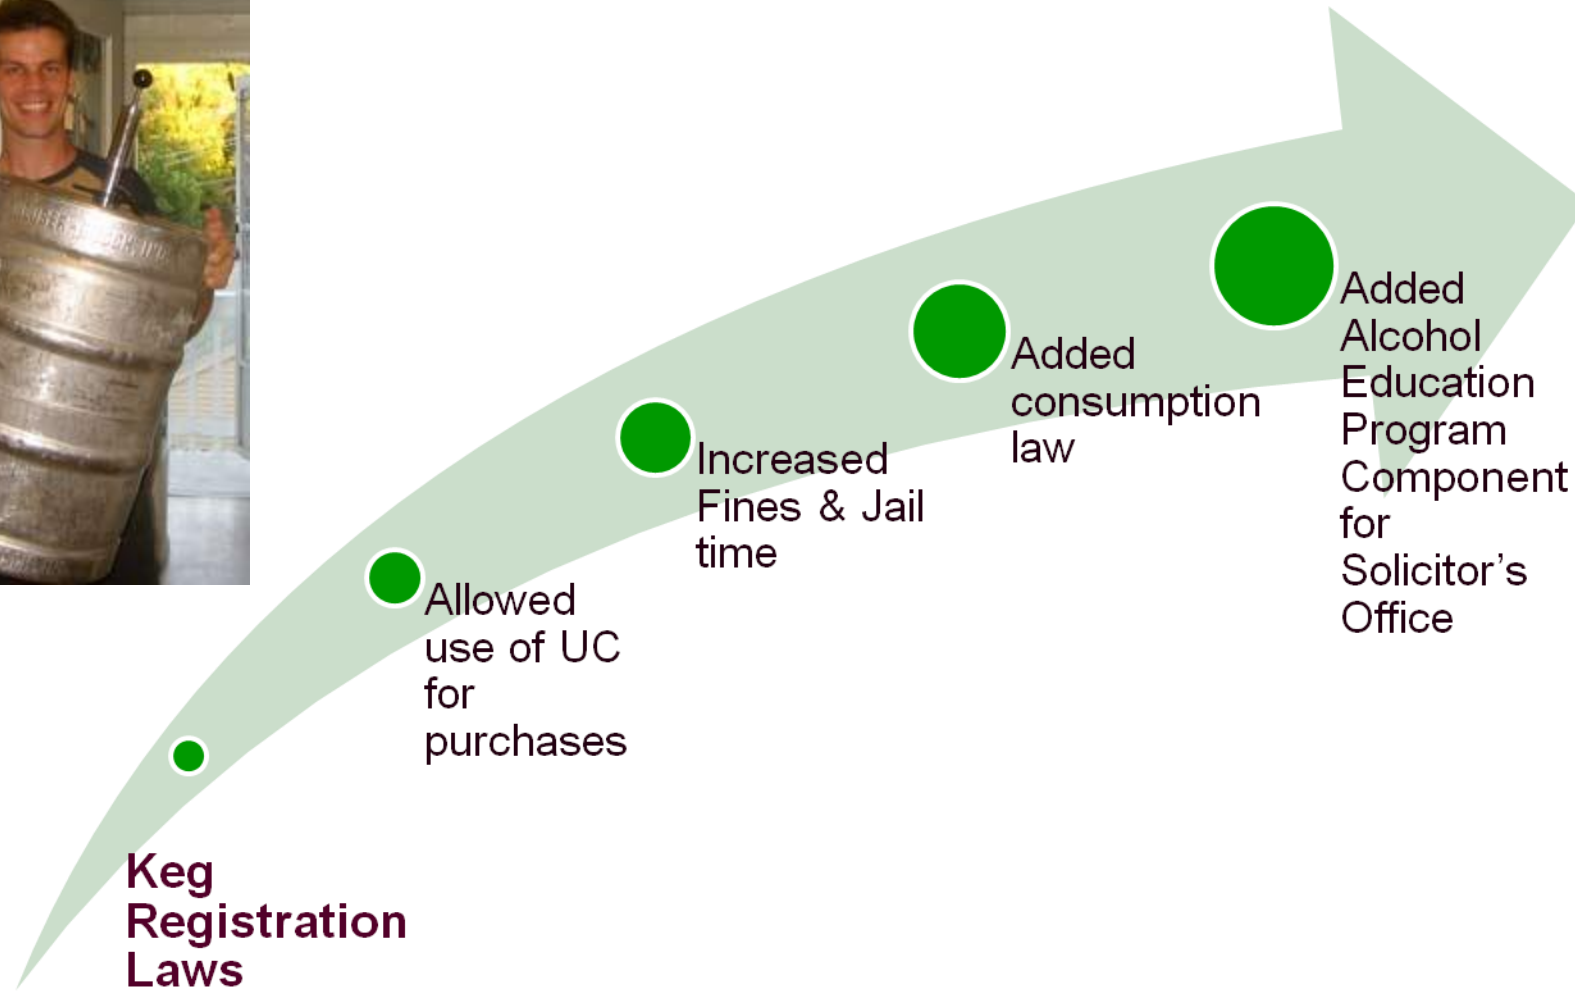 Keg
Registration
Laws
Allowed
use of UC
for
purchases
Increased
Fines & Jail
time
Added
consumption
law
Added
Alcohol
Education
Program
Component
for
Solicitor’s
Office